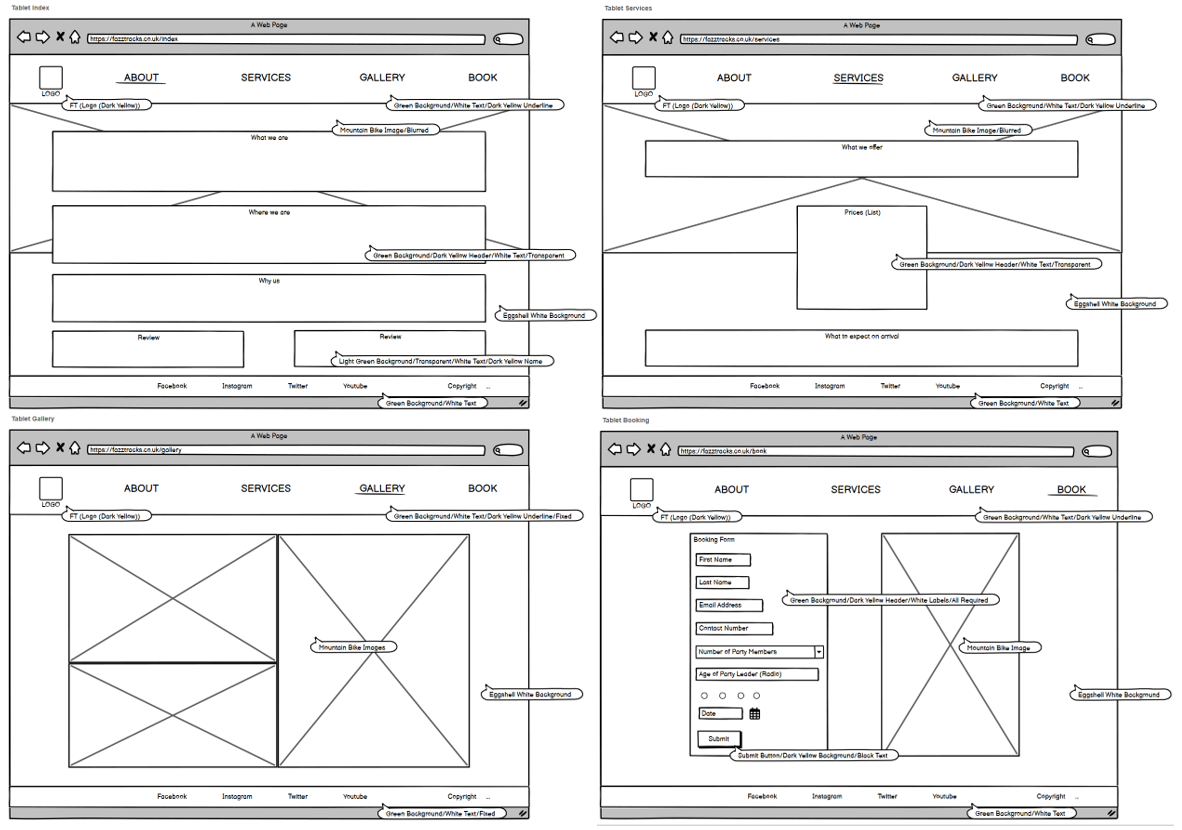 Tablet Index
A Web Page
https://fazztracks.co.uk/index
ABOUT SERVICES GALLERY BOOK
LOGO
FT (Logo (Dark Yellow))
Green Background/White Text/Dark Yellow Underline
Mountain Bike Image/Blurred
What we are
Where we are
Green Background/Dark Yellow Header/White Text/Transparent
Why us
Eggshell White Background
Review Review
Light Green Background/Transparent/White Text/Dark Yellow Name
Facebook Instagram Twitter Youtube Copyright ...
Green Background/White Text
Tablet Services
A Web Page
https://fazztracks.co.uk/services
ABOUT SERVICES GALLERY BOOK
LOGO
FT (Logo (Dark Yellow))
Green Background/White Text/Dark Yellow Underline
Mountain Bike Image/Blurred
What we offer
Prices (List)
Green Background/Dark Yellow Header/White Text/Transparent
Eggshell White Background
What to expect on arrival
Facebook Instagram Twitter Youtube Copyright ...
Green Background/White Text
Tablet Gallery
A Web Page
https://fazztracks.co.uk/gallery
ABOUT SERVICES GALLERY BOOK
LOGO
FT (Logo (Dark Yellow))
Green Background/White Text/Dark Yellow Underline/Fixed
Mountain Bike Images
Eggshell White Background
Facebook Instagram Twitter Youtube Copyright ...
Green Background/White Text/Fixed
Tablet Booking
A Web Page
https://fazztracks.co.uk/book
ABOUT SERVICES GALLERY BOOK
LOGO
FT (Logo (Dark Yellow))
Green Background/White Text/Dark Yellow Underline
Booking Form
First Name
Last Name
Email Address
Green Background/Dark Yellow Header/White Labels/All Required
Contact Number
Number of Party Members
Mountain Bike Image
Age of Party Leader (Radio)
Eggshell White Background
Date
Submit
Submit Button/Dark Yellow Background/Black Text
Facebook Instagram Twitter Youtube Copyright ...
Green Background/White Text